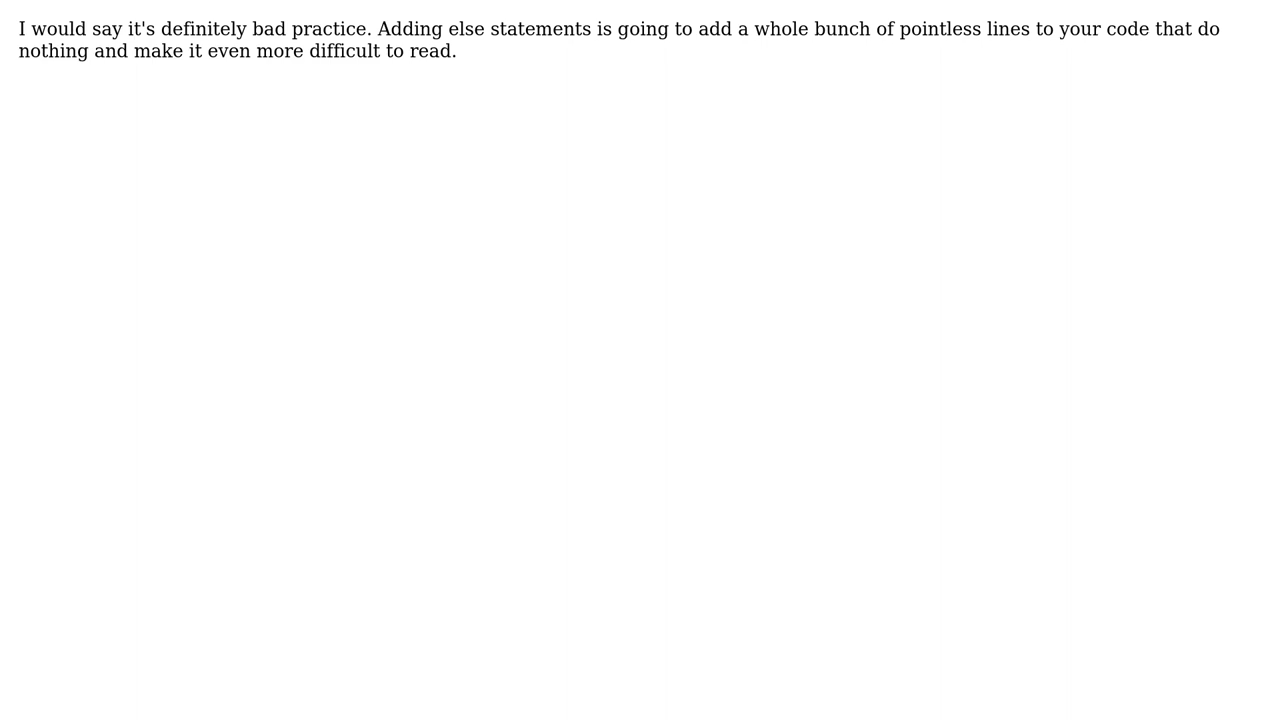 I would say it's definitely bad practice. Adding else statements is going to add a whole bunch of pointless lines to your code that do
nothing and make it even more difficult to read.